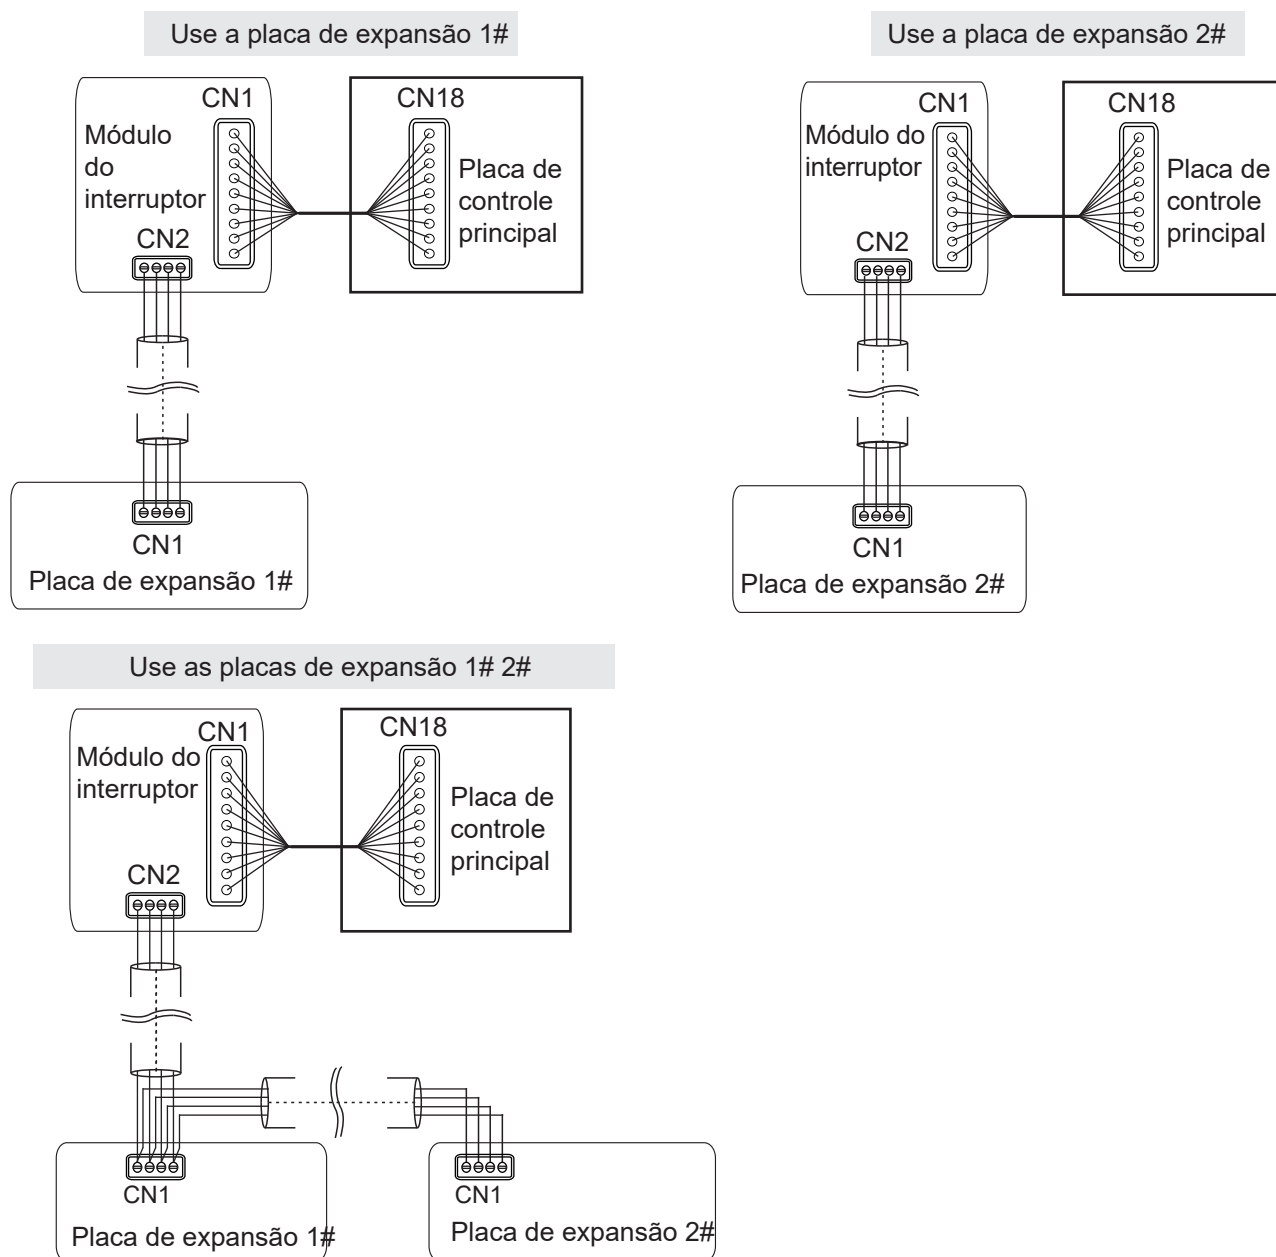 Use a placa de expansão 1#
CN1
CN18
Módulo
do
interruptor
Placa de
controle
principal
CN2
CN1
Placa de expansão 1#
Use a placa de expansão 2#
CN1
CN18
Módulo do
interruptor
Placa de
controle
principal
CN2
CN1
Placa de expansão 2#
Use as placas de expansão 1# 2#
CN1
CN18
Módulo do
interruptor
Placa de
controle
principal
CN2
CN1
Placa de expansão 1#
CN1
Placa de expansão 2#